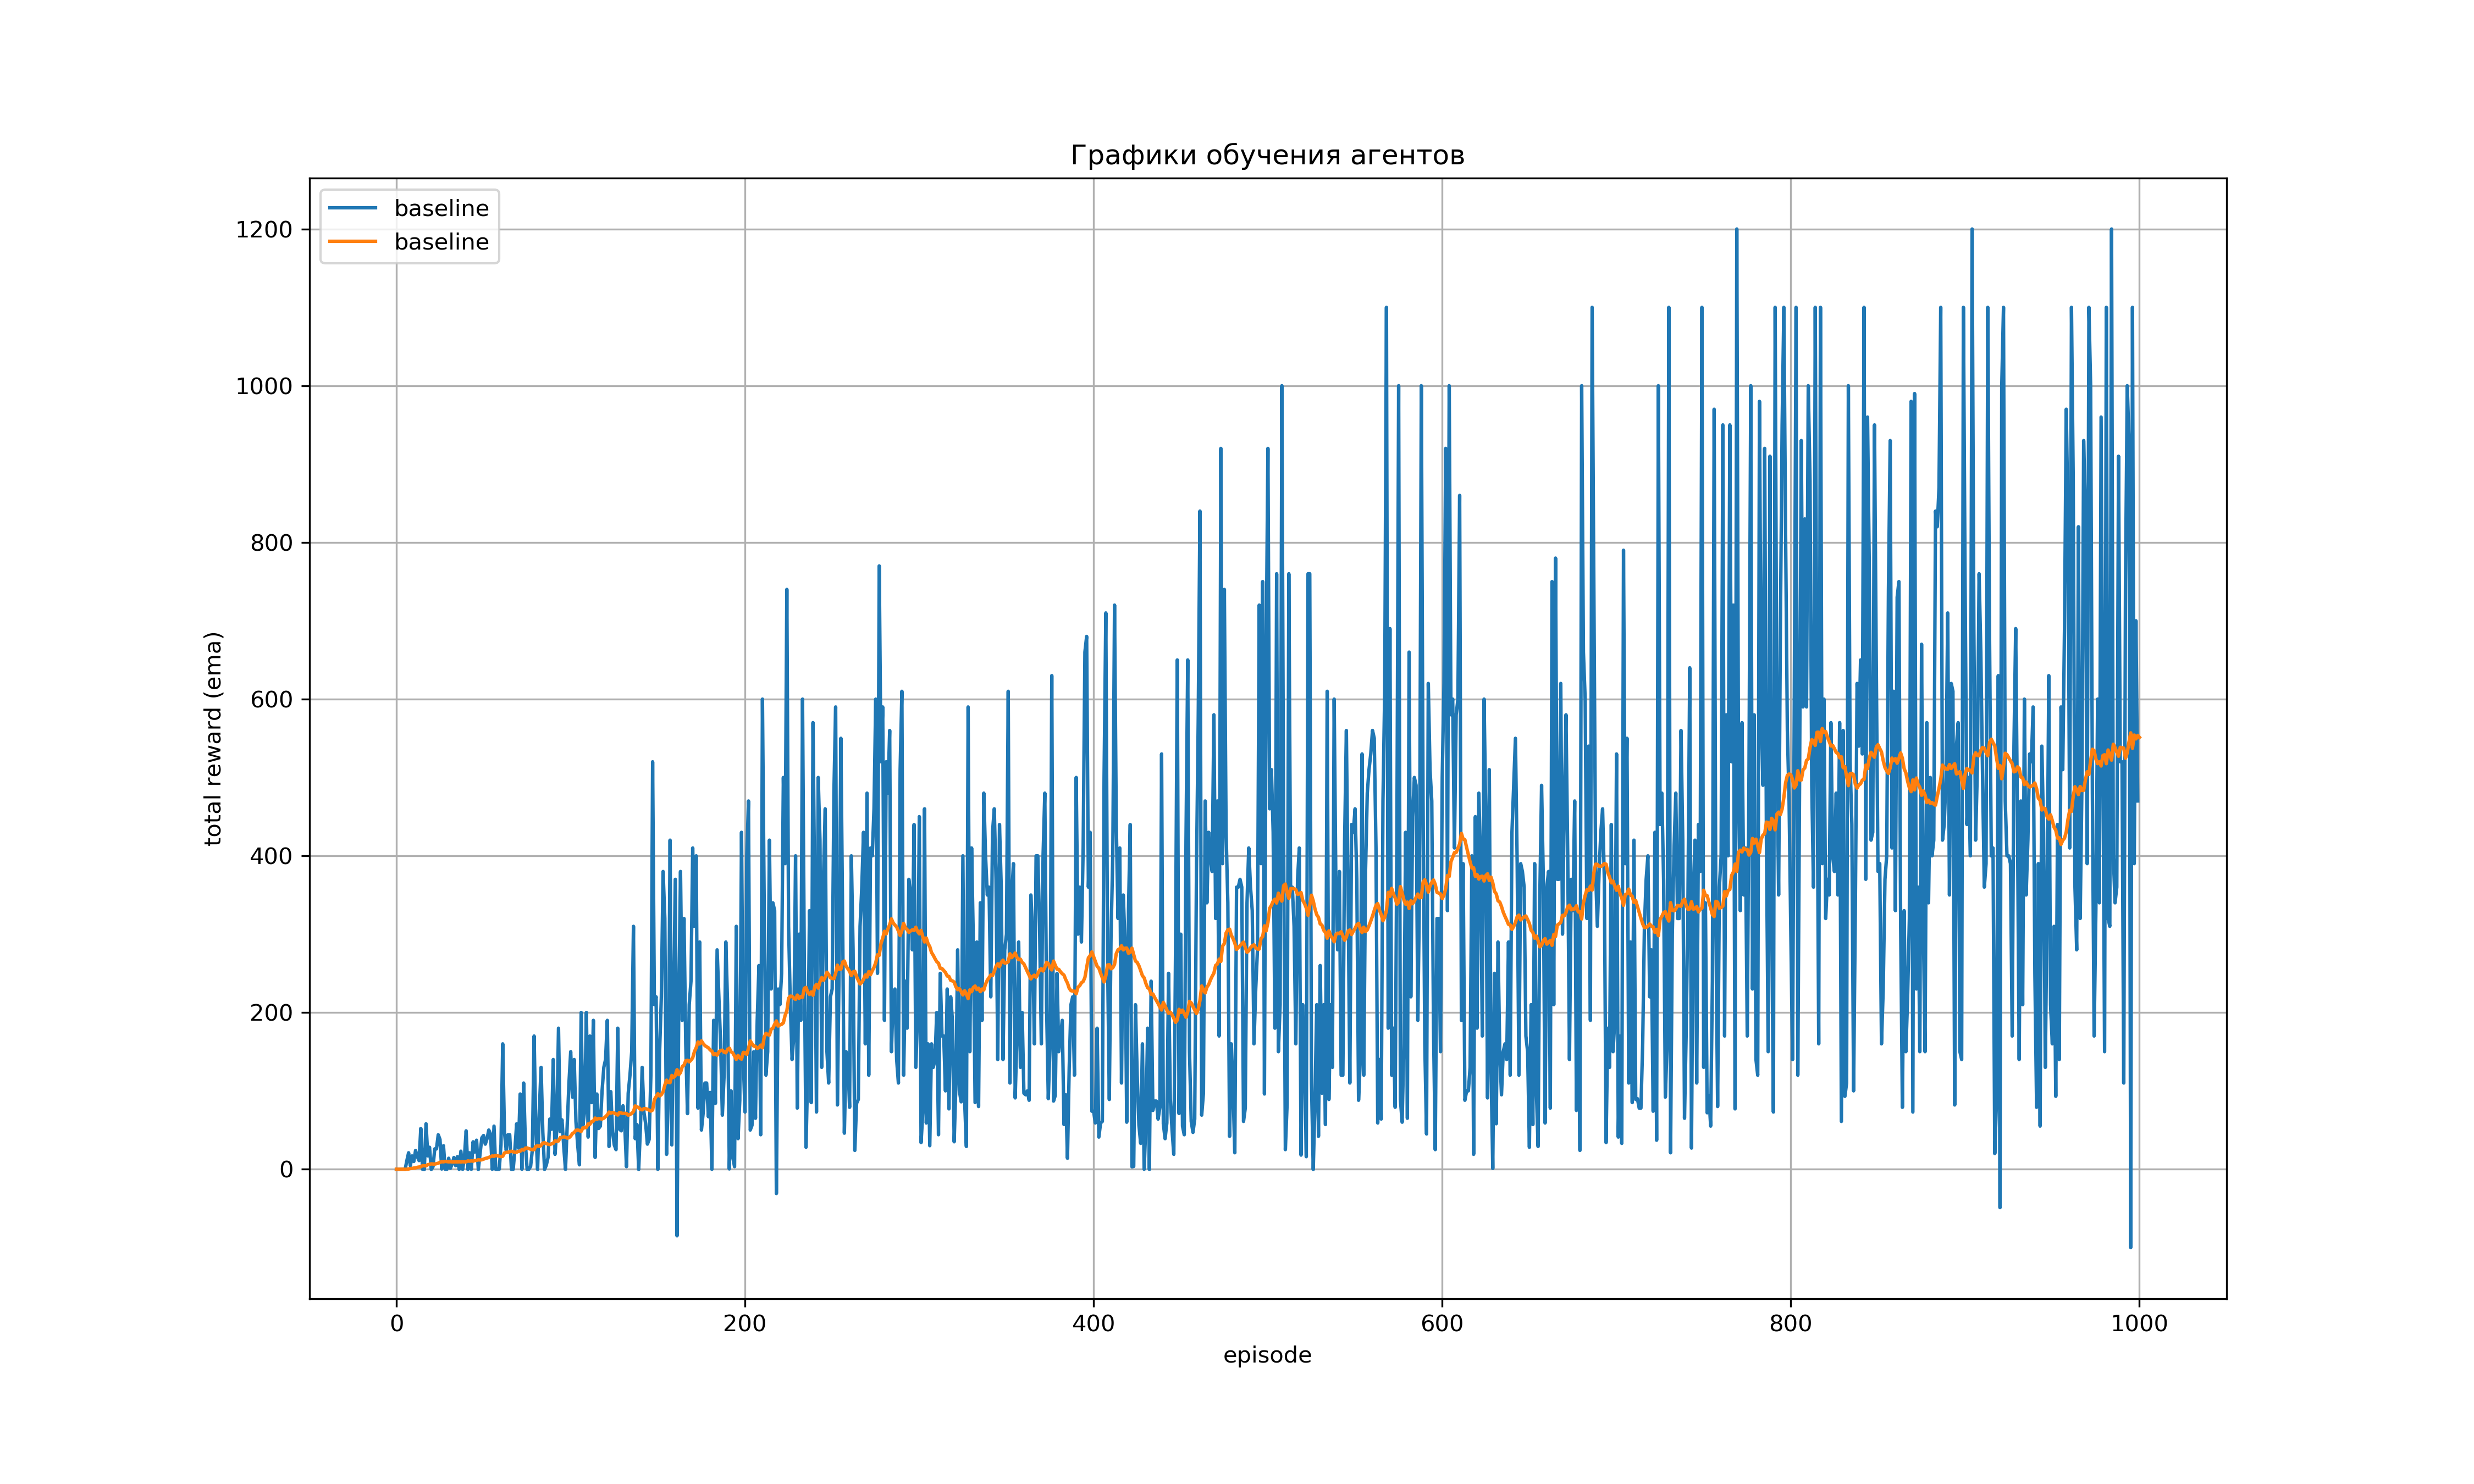 Графики обучения агентов
baseline
baseline
1200
1000
800
600
400
200
0
total reward (ema)
0 200 400 600 800 1000
episode